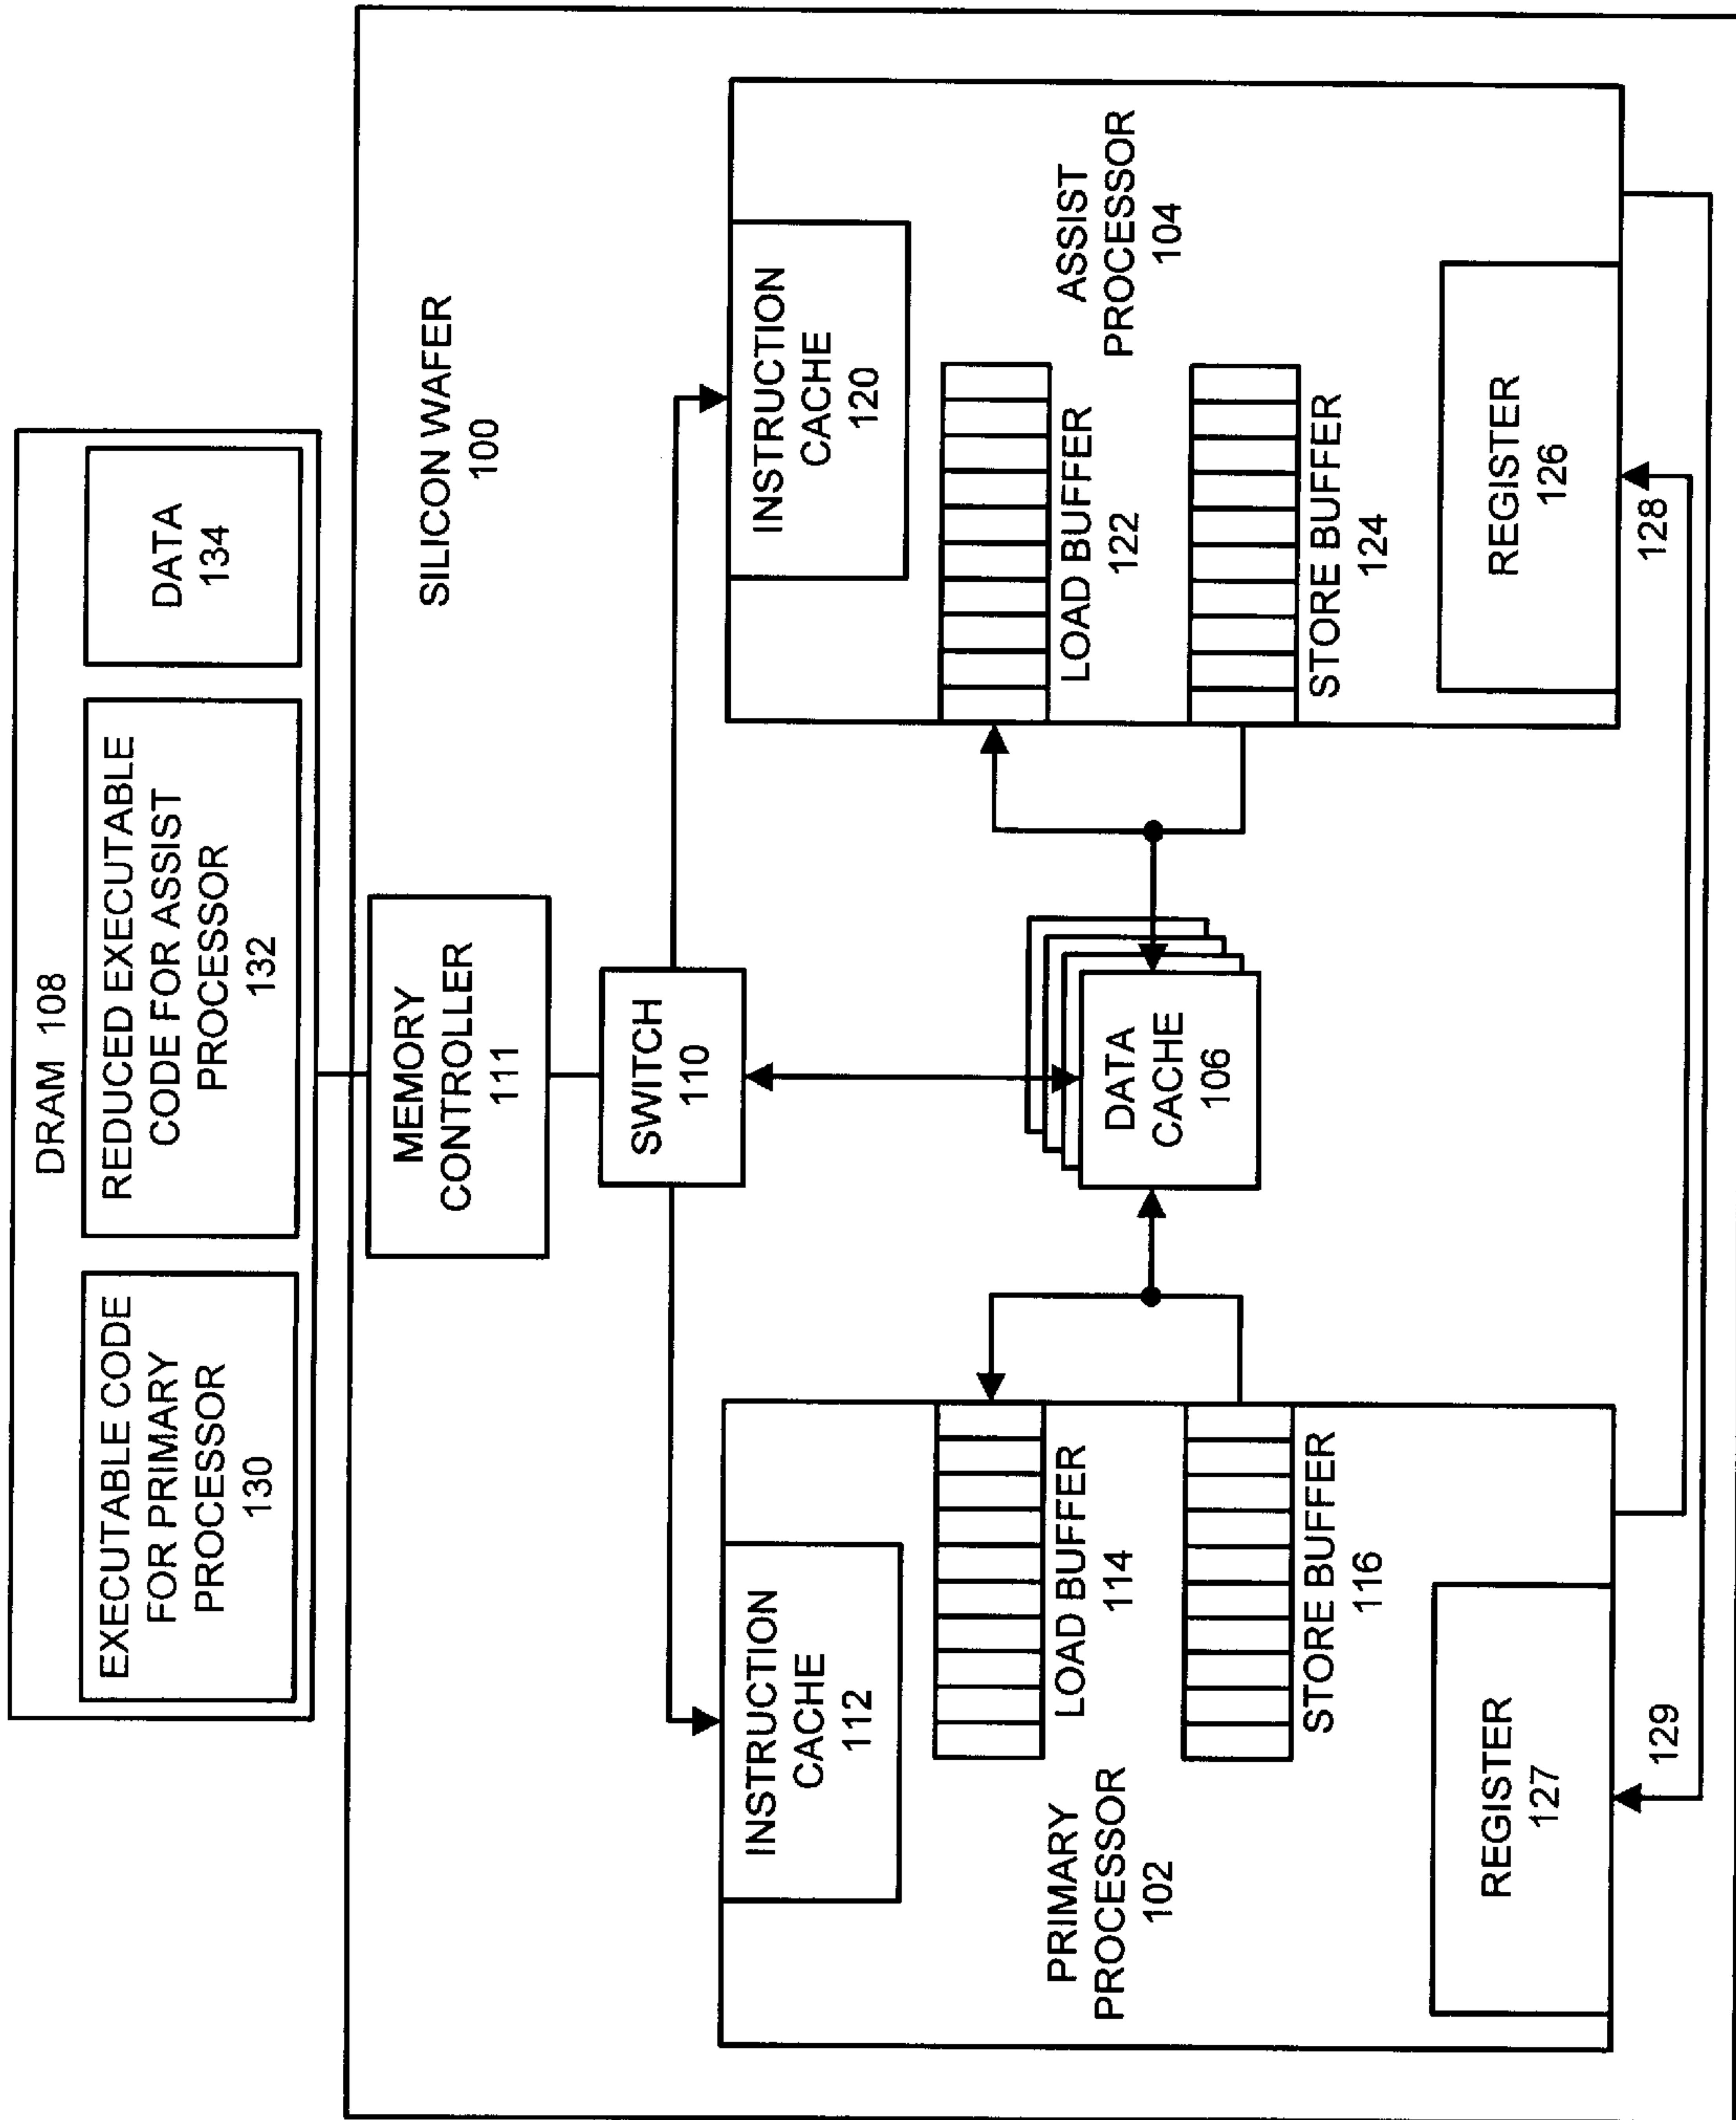 DRAM 108
EXECUTABLE CODE
FOR PRIMARY
PROCESSOR
130
REDUCED EXECUTABLE
CODE FOR ASSIST
PROCESSOR
132
DATA
134
SILICON WAFER
100
MEMORY
CONTROLLER
111
SWITCH
110
INSTRUCTION
CACHE
112
LOAD BUFFER
114
PRIMARY
PROCESSOR
102
STORE BUFFER
116
REGISTER
127
129
DATA
CACHE
106
INSTRUCTION
CACHE
120
LOAD BUFFER
122
ASSIST
PROCESSOR
104
STORE BUFFER
124
REGISTER
126
128